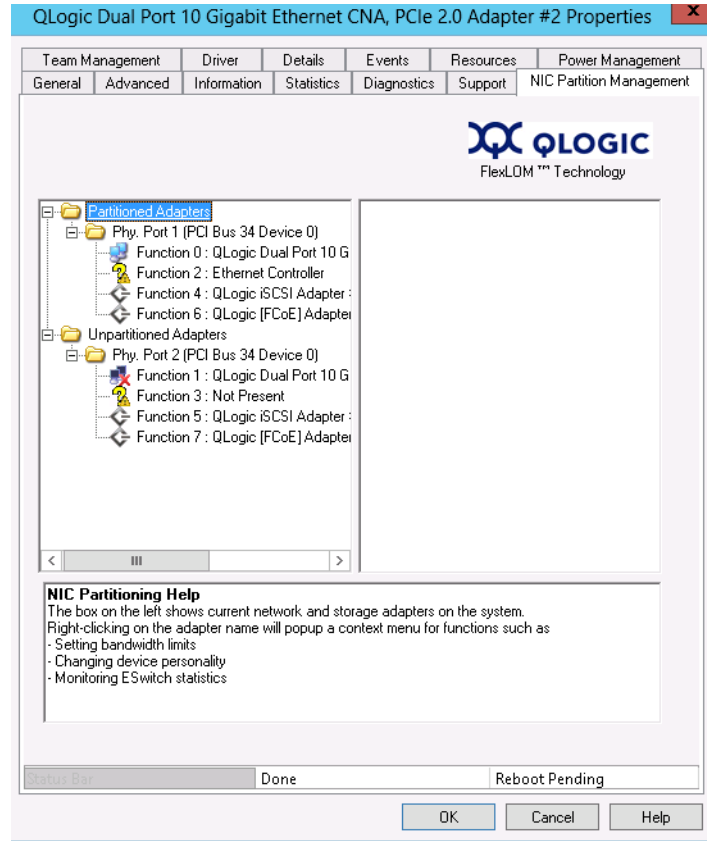 QLogic Dual Port 10 Gigabit Ethernet CNA, PCIe 2.0 Adapter #2 Properties
x
Team Management Driver Details Events Resources Power Management
General Advanced Information Statistics Diagnostics Support NIC Partition Management
QLOGIC
FlexLOM ™ Technology
Partitioned Adapters
Phy. Port 1 (PCI Bus 34 Device 0)
Function 0 : QLogic Dual Port 10 G
Function 2 : Ethernet Controller
Function 4 : QLogic iSCSI Adapter
Function 6 : QLogic [FCoE] Adapter
Unpartitioned Adapters
Phy. Port 2 (PCI Bus 34 Device 0)
Function 1 : QLogic Dual Port 10 G
Function 3 : Not Present
Function 5 : QLogic iSCSI Adapter
Function 7 : QLogic [FCoE] Adapter
NIC Partitioning Help
The box on the left shows current network and storage adapters on the system.
Right-clicking on the adapter name will popup a context menu for functions such as
- Setting bandwidth limits
- Changing device personality
- Monitoring ESwitch statistics
Status Bar Done Reboot Pending
OK Cancel Help